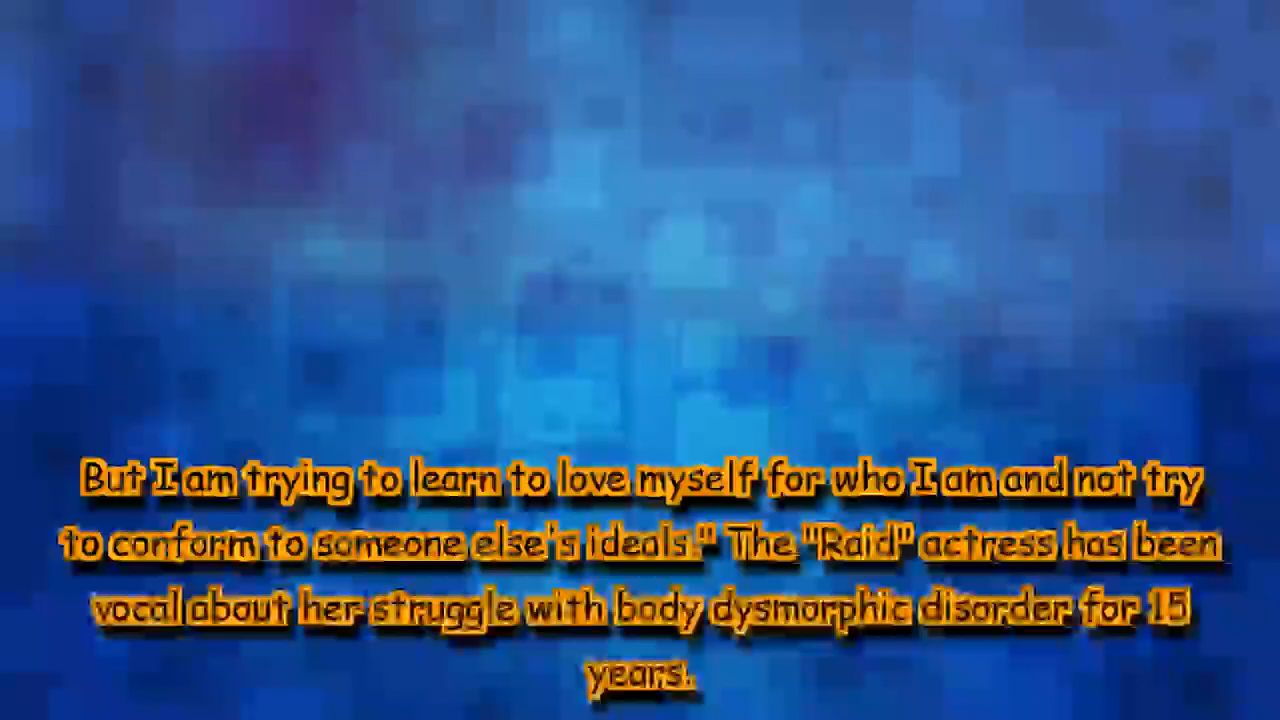 But I am trying to learn to love myself for who I am and not try
to conform to someone else's ideals." The "Raid" actress has been
vocal about her struggle with body dysmorphic disorder for 15
years.